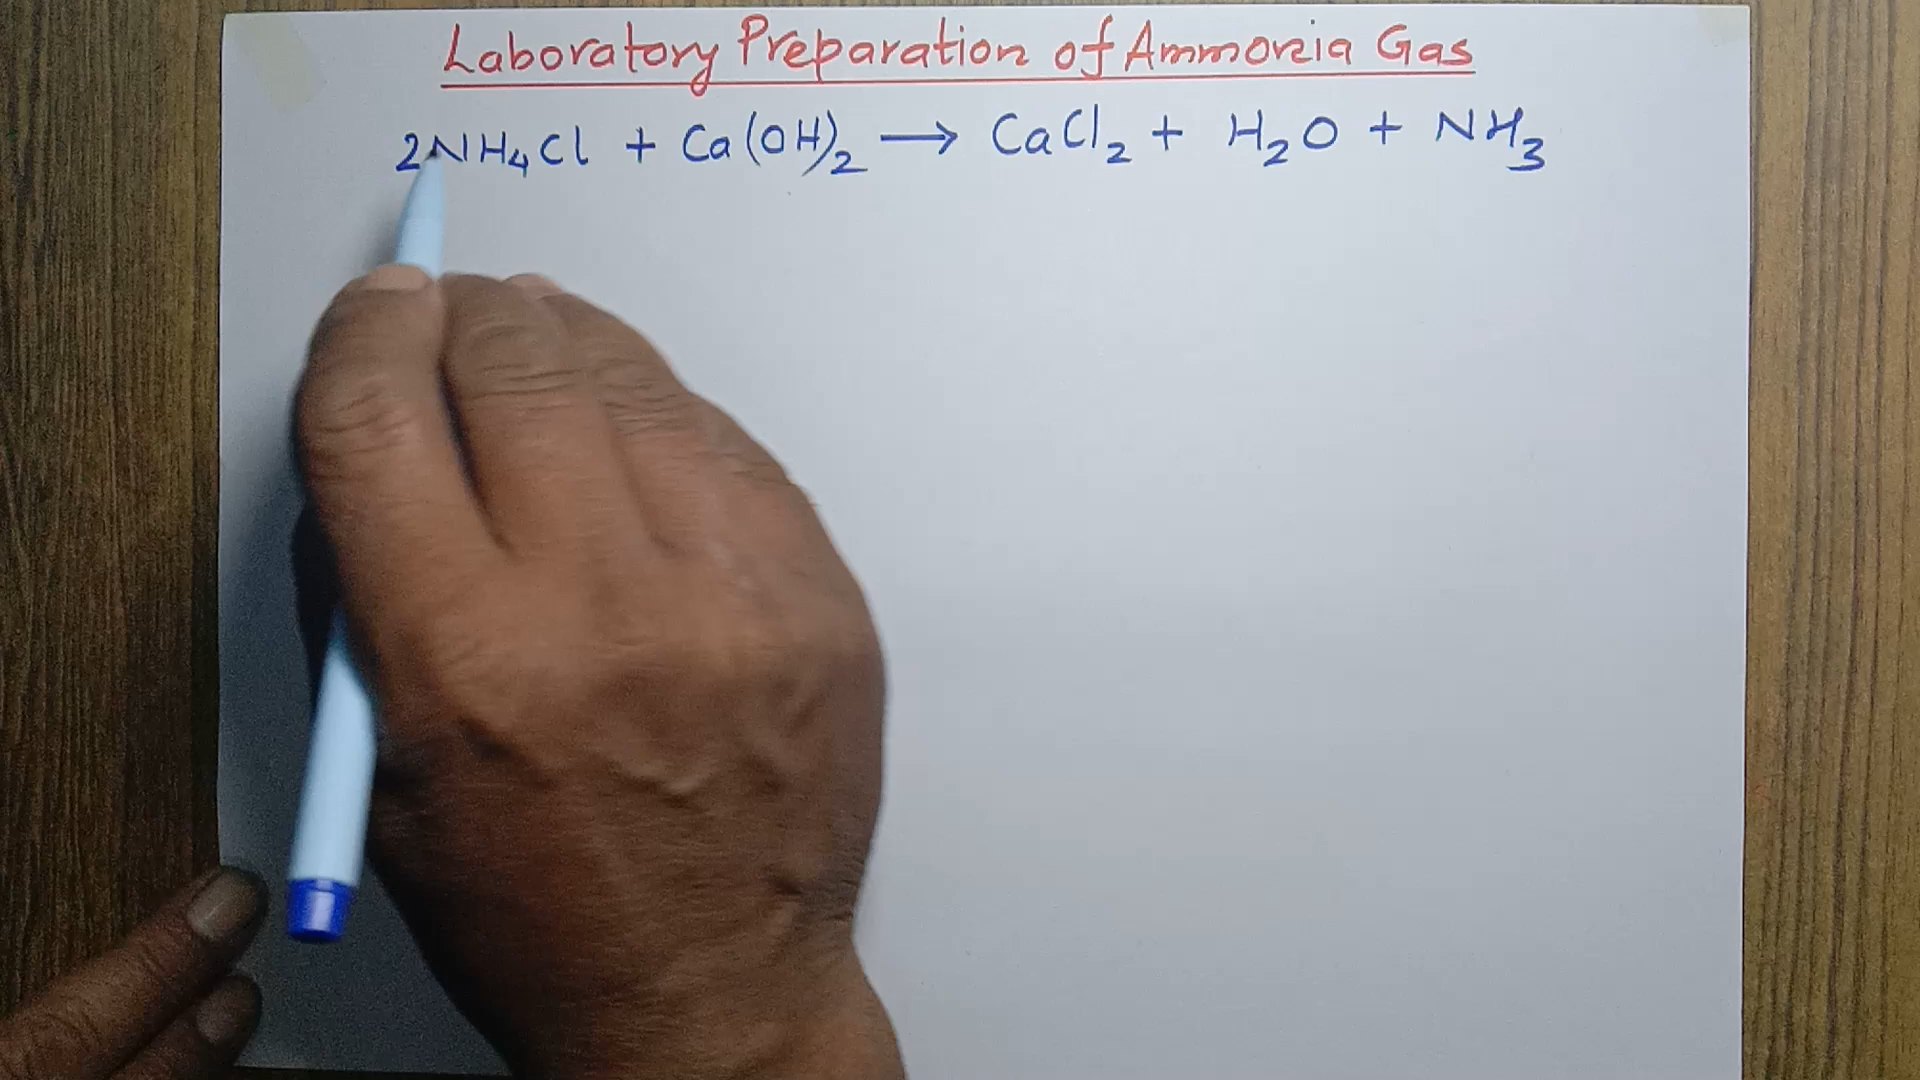 Laboratory Preparation of Ammonia Gas
2NH₄Cl + Ca(OH)₂ → CaCl₂ + H₂O + NH₃